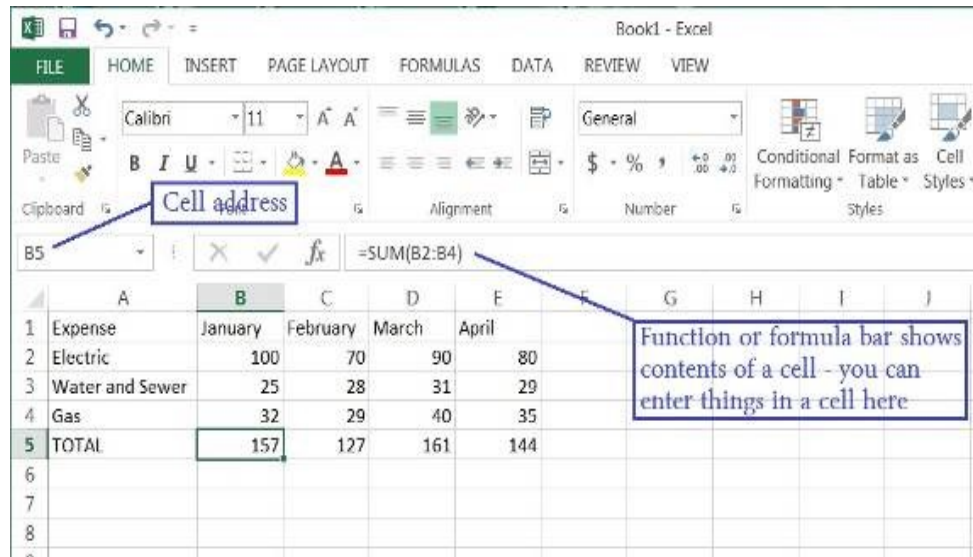 Book1 - Excel
FILE HOME INSERT PAGE LAYOUT FORMULAS DATA REVIEW VIEW
Calibri 11 General
Paste B I U $ % Conditional Format as Cell
Formatting Table Styles
Clipboard Font Alignment Number Styles
Cell address
B5 fx =SUM(B2:B4)
A B C D E F G H I J
1 Expense January February March April
2 Electric 100 70 90 80
3 Water and Sewer 25 28 31 29
4 Gas 32 29 40 35
5 TOTAL 157 127 161 144
6
7
8
Function or formula bar shows
contents of a cell - you can
enter things in a cell here